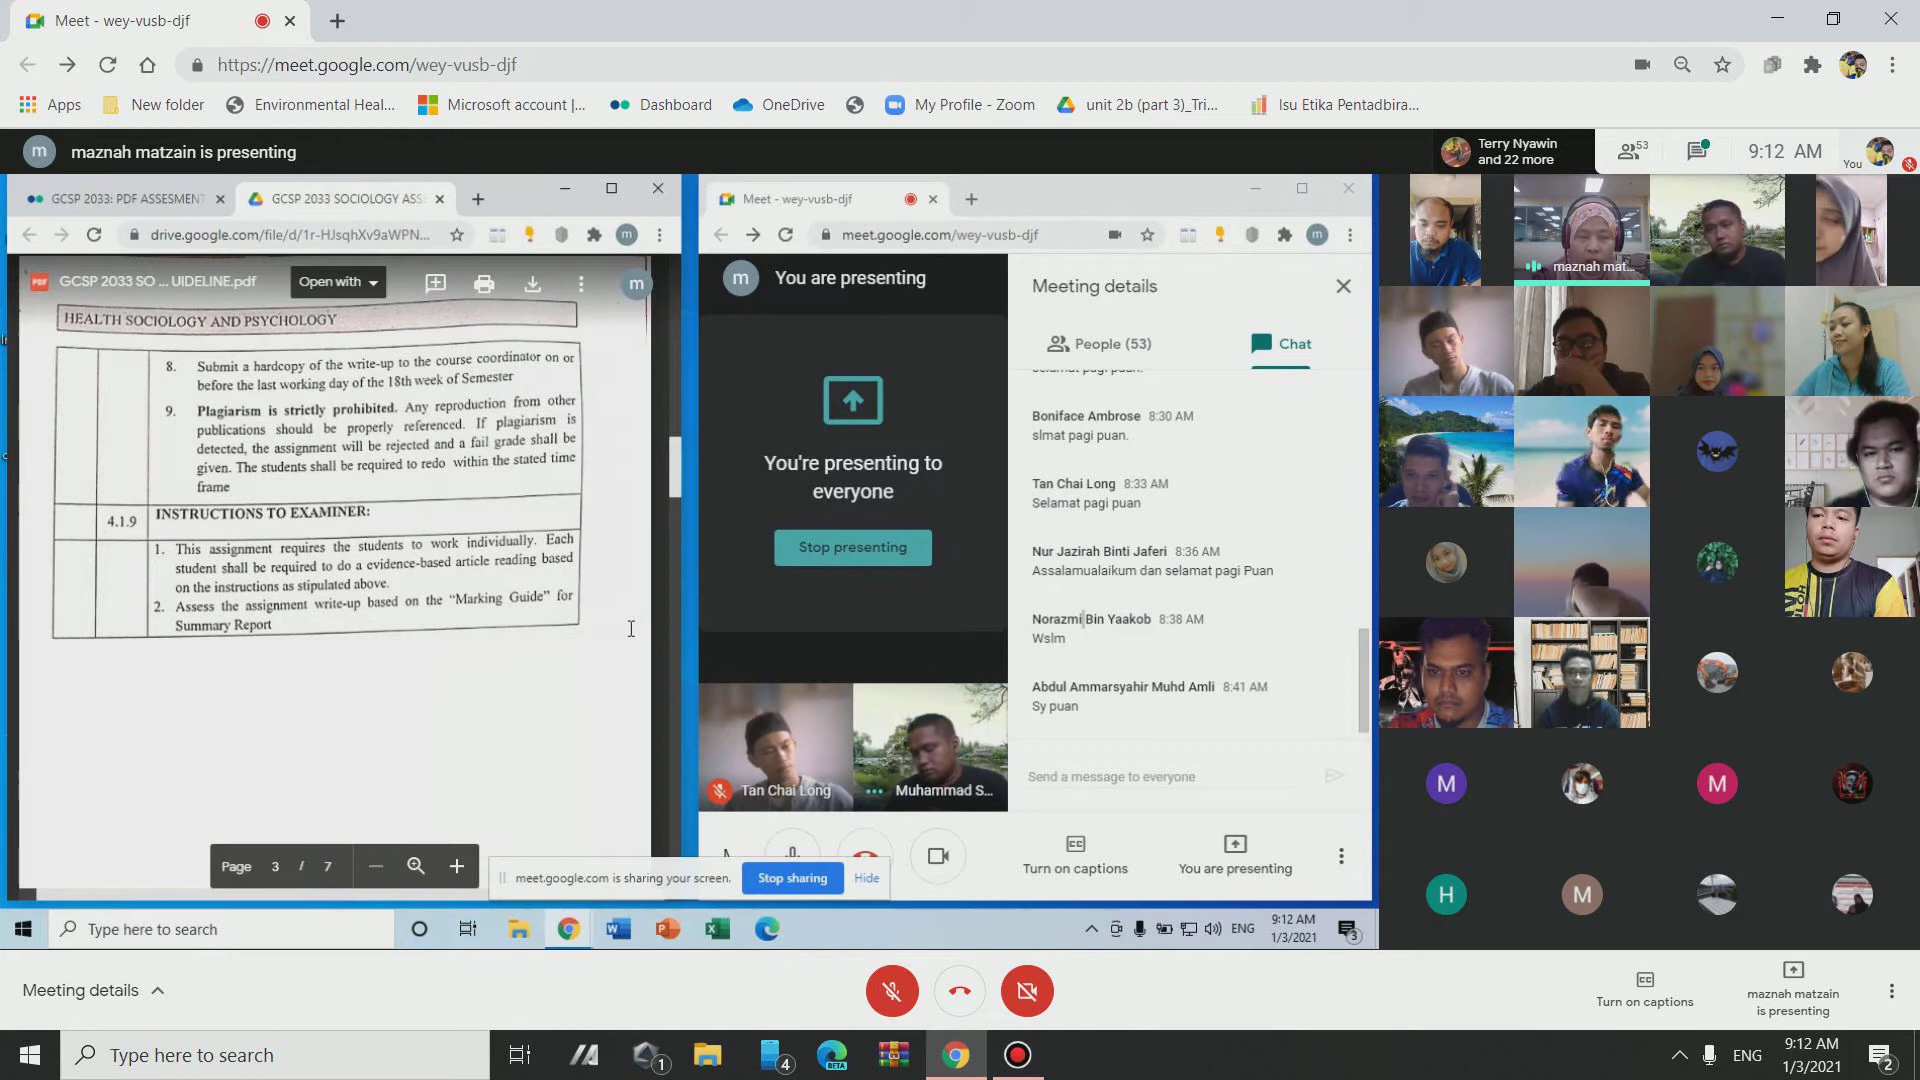 Meet - wey-vusb-djf
https://meet.google.com/wey-vusb-djf
Apps
New folder
Environmental Heal...
Microsoft account |...
Dashboard
OneDrive
My Profile - Zoom
unit 2b (part 3)_Tri...
Isu Etika Pentadbira...
m
maznah matzain is presenting
Terry Nyawin
and 22 more
53
9:12 AM
You
GCSP 2033: PDF ASSESMENT
GCSP 2033 SOCIOLOGY ASS
drive.google.com/file/d/1r-HJsqhXv9aWPN...
m
PDF
GCSP 2033 SO ... UIDELINE.pdf
Open with
m
HEALTH SOCIOLOGY AND PSYCHOLOGY
8. Submit a hardcopy of the write-up to the course coordinator on or
before the last working day of the 18th week of Semester
9. Plagiarism is strictly prohibited. Any reproduction from other
publications should be properly referenced. If plagiarism is
detected, the assignment will be rejected and a fail grade shall be
given. The students shall be required to redo within the stated time
frame
4.1.9 INSTRUCTIONS TO EXAMINER:
1. This assignment requires the students to work individually. Each
student shall be required to do a evidence-based article reading based
on the instructions as stipulated above.
2. Assess the assignment write-up based on the “Marking Guide” for
Summary Report
Page 3 / 7
meet.google.com is sharing your screen.
Stop sharing
Hide
Meet - wey-vusb-djf
meet.google.com/wey-vusb-djf
m
m
You are presenting
You're presenting to
everyone
Stop presenting
Tan Chai Long
Muhammad S...
Meeting details
People (53)
Chat
Selamat pagi puan.
Boniface Ambrose 8:30 AM
slmat pagi puan.
Tan Chai Long 8:33 AM
Selamat pagi puan
Nur Jazirah Binti Jaferi 8:36 AM
Assalamualaikum dan selamat pagi Puan
Norazmi Bin Yaakob 8:38 AM
Wslm
Abdul Ammarsyahir Muhd Amli 8:41 AM
Sy puan
Send a message to everyone
Turn on captions
You are presenting
maznah mat...
M
M
H
M
Type here to search
ENG
9:12 AM
1/3/2021
3
Meeting details
Turn on captions
maznah matzain
is presenting
Type here to search
1
4
BETA
ENG
9:12 AM
1/3/2021
2